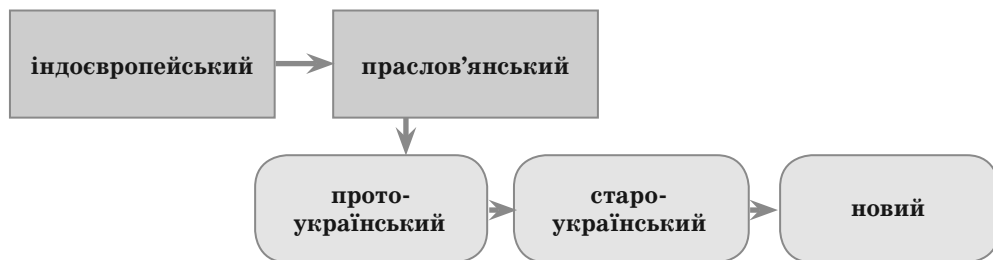 індоєвропейський
праслов'янський
прото-
український
старо-
український
новий